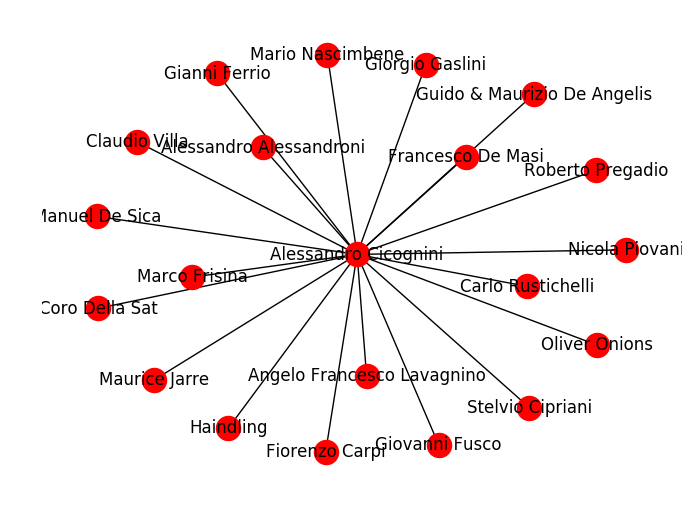 Mario Nascimbene
Giorgio Gaslini
Gianni Ferrio
Guido & Maurizio De Angelis
Claudio Villa
Alessandro Alessandroni
Francesco De Masi
Roberto Pregadio
Manuel De Sica
Nicola Piovani
Alessandro Cicognini
Marco Frisina
Carlo Rustichelli
Coro Della Sat
Oliver Onions
Maurice Jarre
Angelo Francesco Lavagnino
Stelvio Cipriani
Haindling
Fiorenzo Carpi
Giovanni Fusco